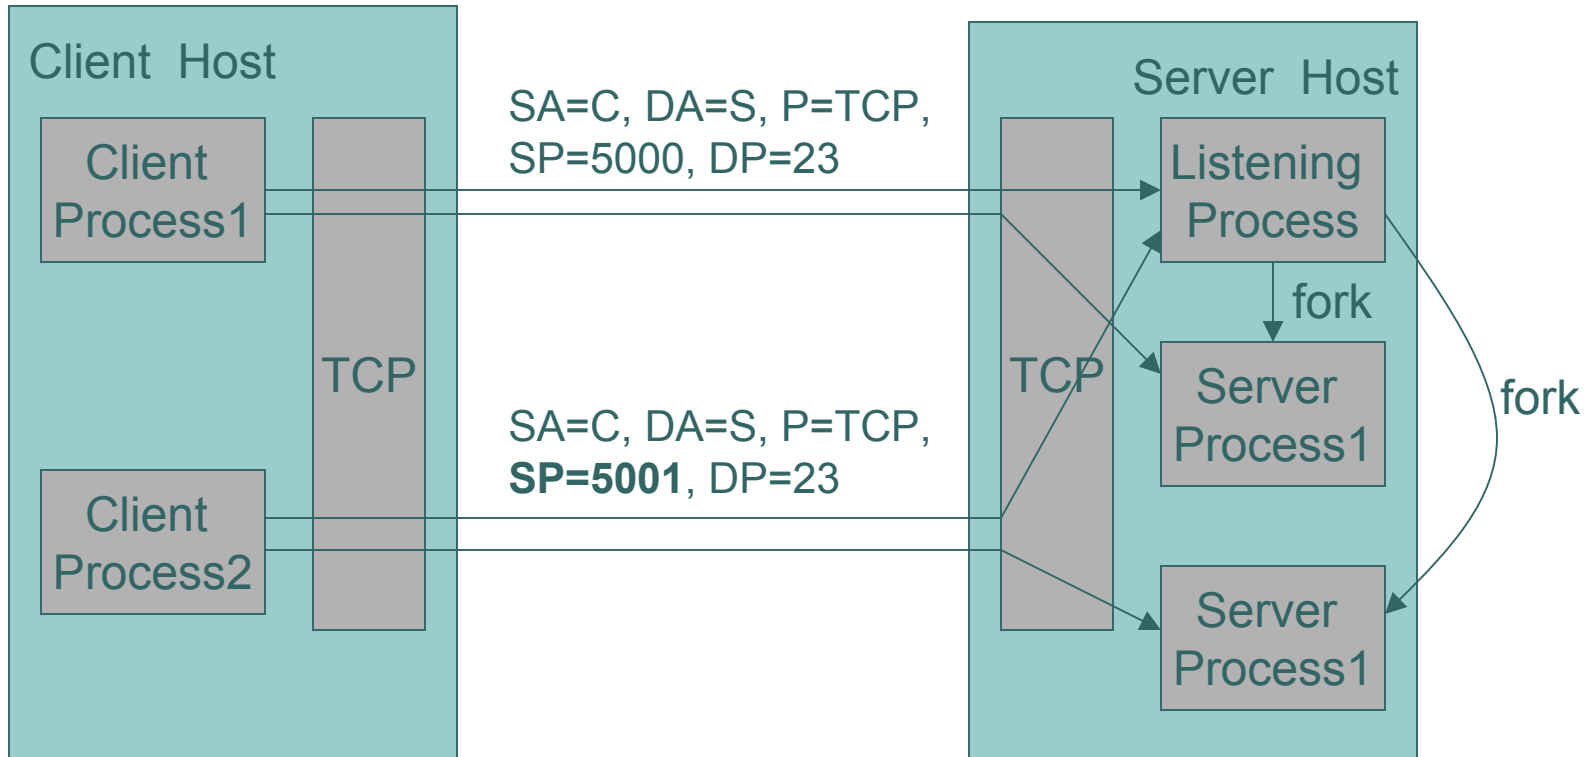 Client Host
Client
Process1
TCP
Client
Process2
SA=C, DA=S, P=TCP,
SP=5000, DP=23
SA=C, DA=S, P=TCP,
SP=5001, DP=23
Server Host
TCP
Listening
Process
fork
Server
Process1
fork
Server
Process1